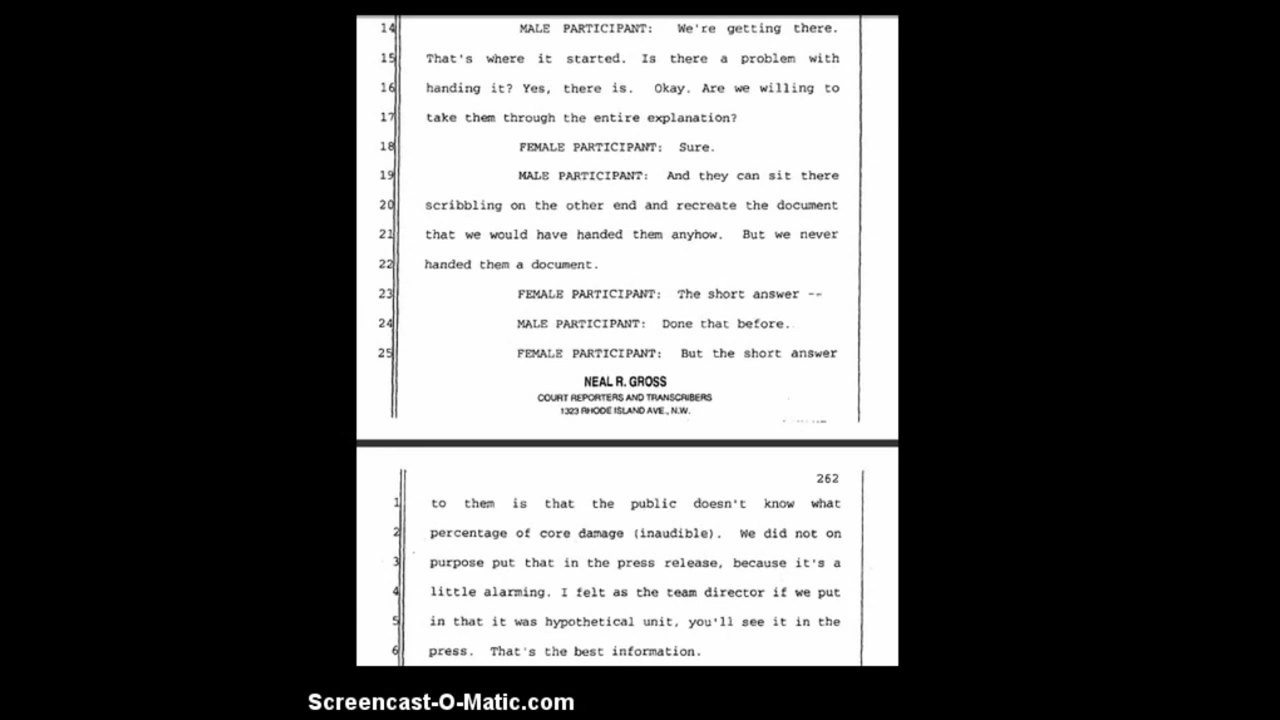 14 MALE PARTICIPANT: We're getting there.
15 That's where it started. Is there a problem with
16 handing it? Yes, there is. Okay. Are we willing to
17 take them through the entire explanation?
18 FEMALE PARTICIPANT: Sure.
19 MALE PARTICIPANT: And they can sit there
20 scribbling on the other end and recreate the document
21 that we would have handed them anyhow. But we never
22 handed them a document.
23 FEMALE PARTICIPANT: The short answer --
24 MALE PARTICIPANT: Done that before.
25 FEMALE PARTICIPANT: But the short answer
NEAL R. GROSS
COURT REPORTERS AND TRANSCRIBERS
1323 RHODE ISLAND AVE., N.W.
262
1 to them is that the public doesn't know what
2 percentage of core damage (inaudible). We did not on
3 purpose put that in the press release, because it's a
4 little alarming. I felt as the team director if we put
5 in that it was hypothetical unit, you'll see it in the
6 press. That's the best information.
Screencast-O-Matic.com